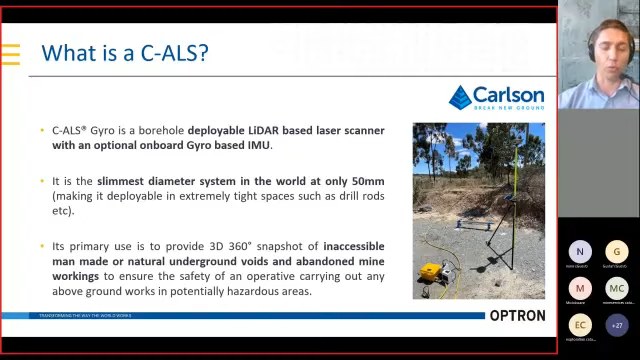 What is a C-ALS?
Carlson
BREAK NEW GROUND
• C-ALS® Gyro is a borehole deployable LiDAR based laser scanner
with an optional onboard Gyro based IMU.
• It is the slimmest diameter system in the world at only 50mm
(making it deployable in extremely tight spaces such as drill rods
etc).
• Its primary use is to provide 3D 360° snapshot of inaccessible
man made or natural underground voids and abandoned mine
workings to ensure the safety of an operative carrying out any
above ground works in potentially hazardous areas.
TRANSFORMING THE WAY THE WORLD WORKS
OPTRON
N
G
M
MC
EC
+27